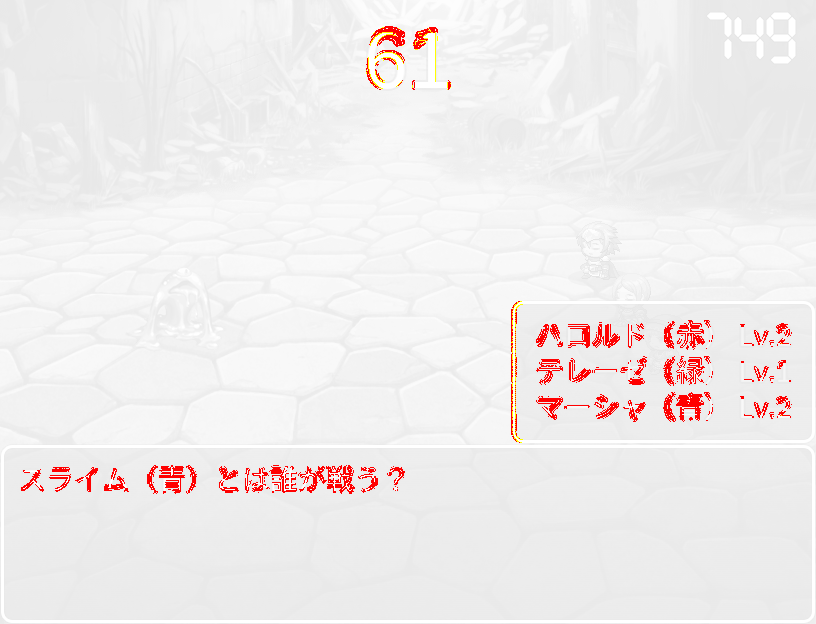 61
749
ハコルド（赤） Lv.2
テレーゼ（緑） Lv.1
マーシャ（青） Lv.2
スライム（青）とは誰が戦う？